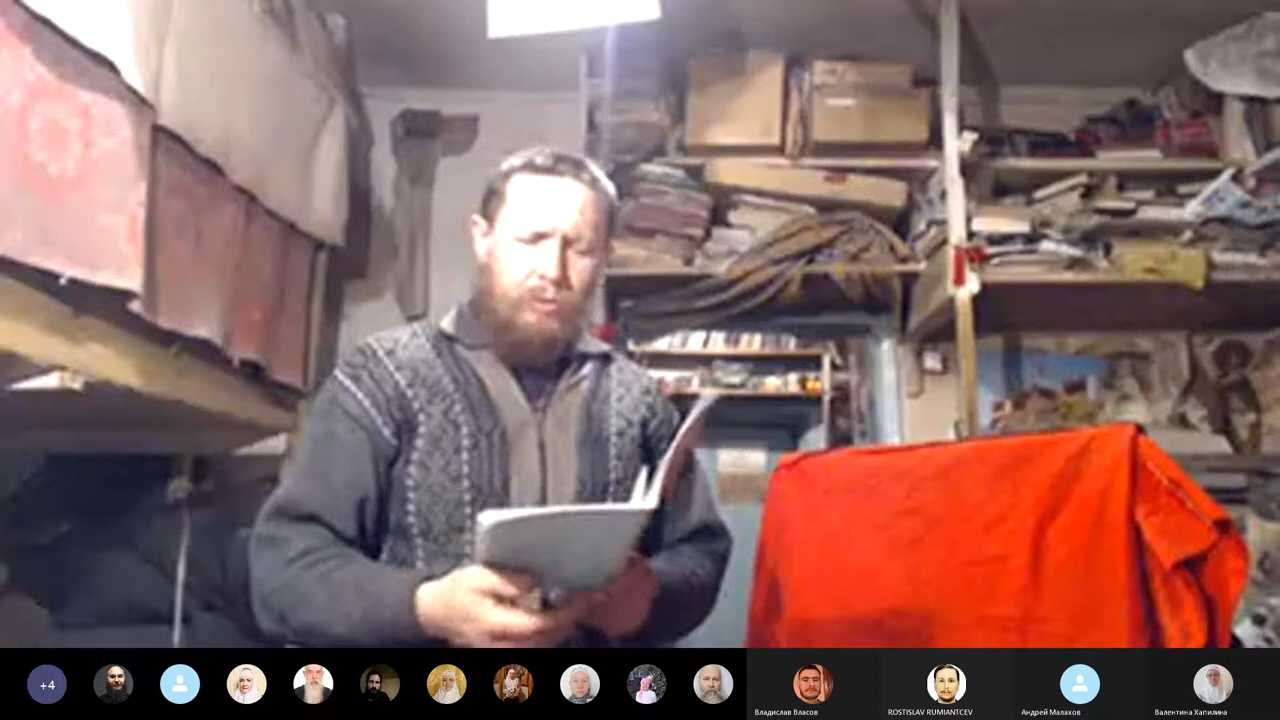 +4
Владислав Власов
ROSTISLAV RUMIANTCEV
Андрей Малахов
Валентина Хапилина